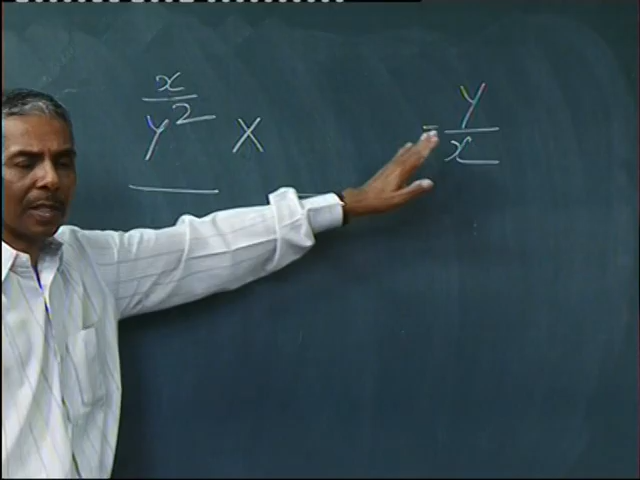 x/y² × = y/x